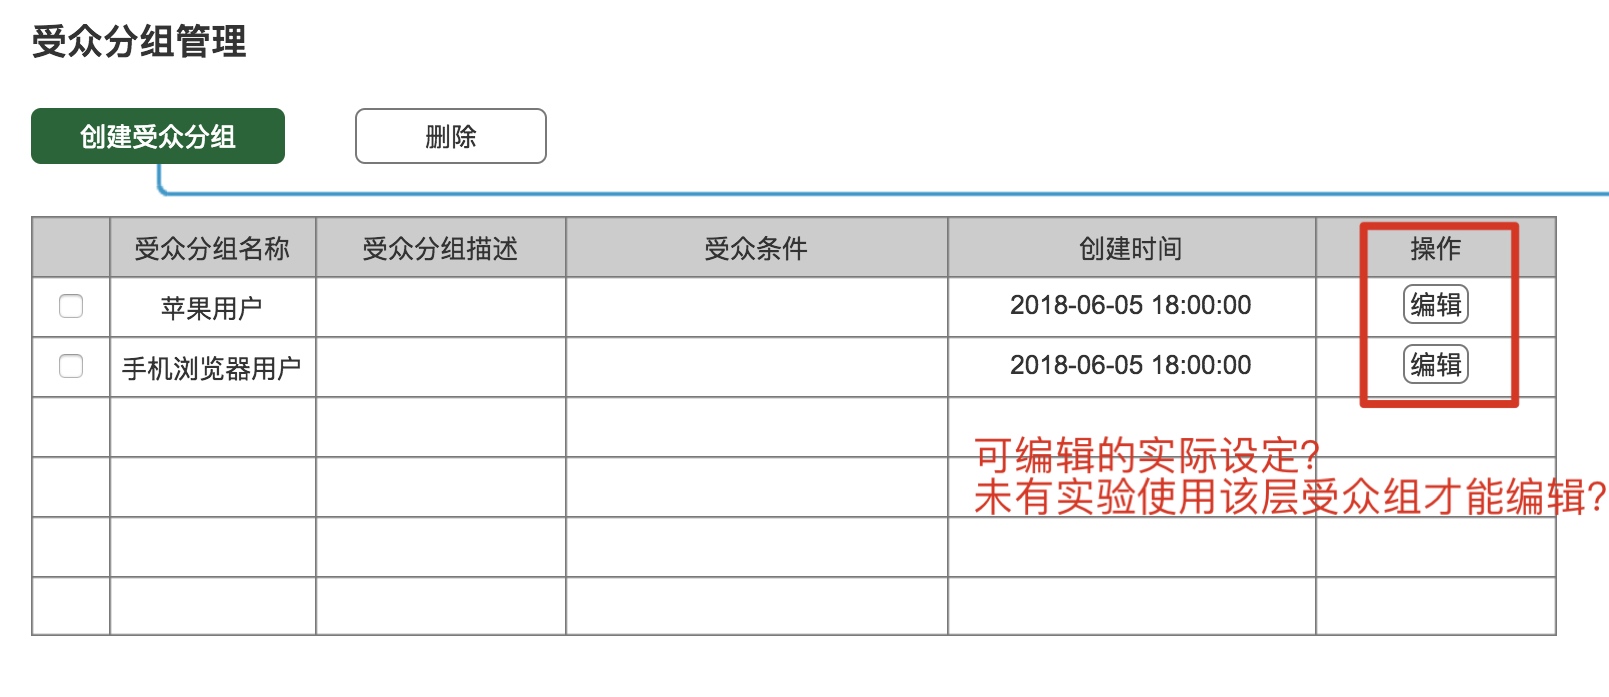 受众分组管理
创建受众分组 删除
受众分组名称 受众分组描述 受众条件 创建时间 操作
苹果用户 2018-06-05 18:00:00 编辑
手机浏览器用户 2018-06-05 18:00:00 编辑
可编辑的实际设定?
未有实验使用该层受众组才能编辑?